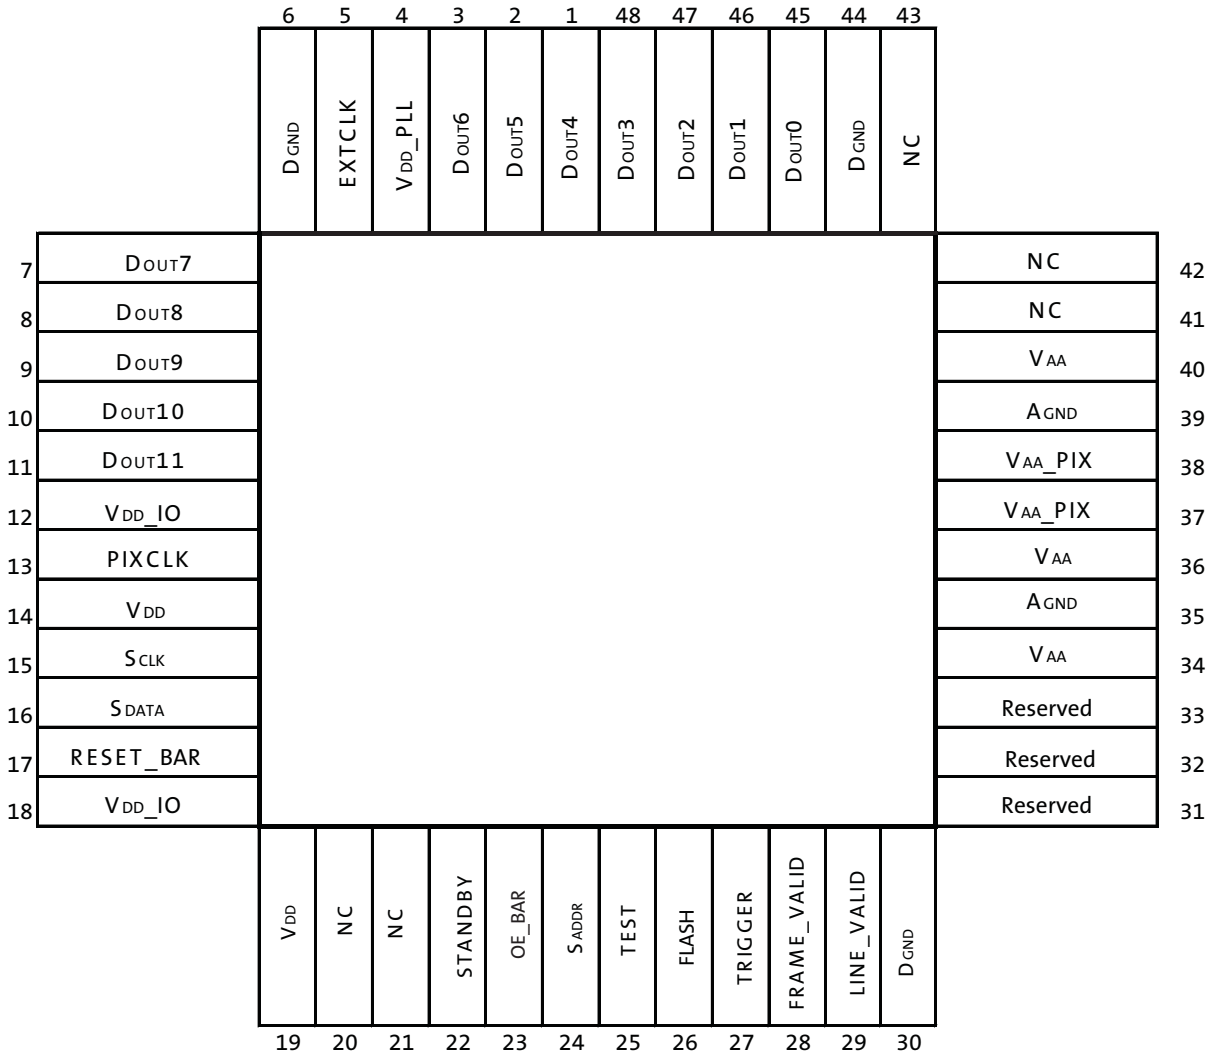 6 5 4 3 2 1 48 47 46 45 44 43
DGND
EXTCLK
VDD_PLL
DOUT6
DOUT5
DOUT4
DOUT3
DOUT2
DOUT1
DOUT0
DGND
NC
7 DOUT7
8 DOUT8
9 DOUT9
10 DOUT10
11 DOUT11
12 VDD_IO
13 PIXCLK
14 VDD
15 SCLK
16 SDATA
17 RESET_BAR
18 VDD_IO
NC 42
NC 41
VAA 40
AGND 39
VAA_PIX 38
VAA_PIX 37
VAA 36
AGND 35
VAA 34
Reserved 33
Reserved 32
Reserved 31
VDD
NC
NC
STANDBY
OE_BAR
SADDR
TEST
FLASH
TRIGGER
FRAME_VALID
LINE_VALID
DGND
19 20 21 22 23 24 25 26 27 28 29 30